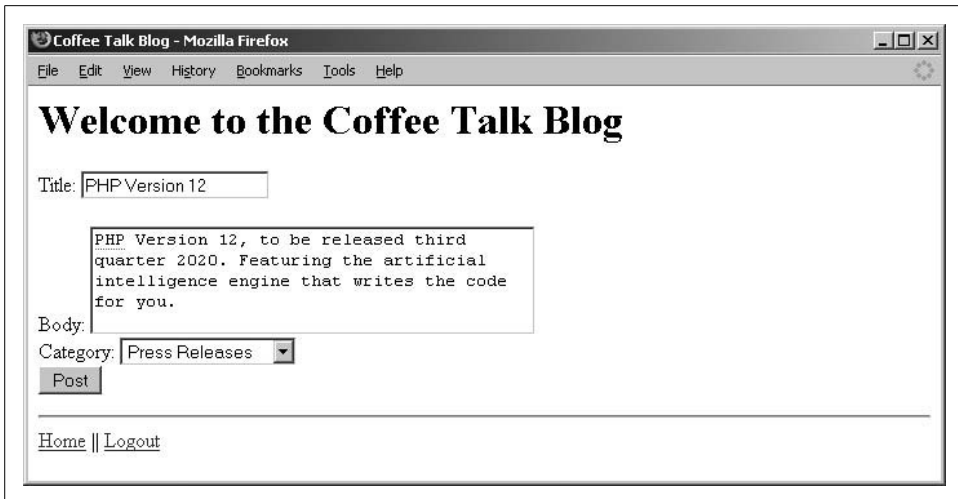 Coffee Talk Blog - Mozilla Firefox
File Edit View History Bookmarks Tools Help
Welcome to the Coffee Talk Blog
Title: PHP Version 12
PHP Version 12, to be released third
quarter 2020. Featuring the artificial
intelligence engine that writes the code
for you.
Body:
Category: Press Releases
Post
Home || Logout